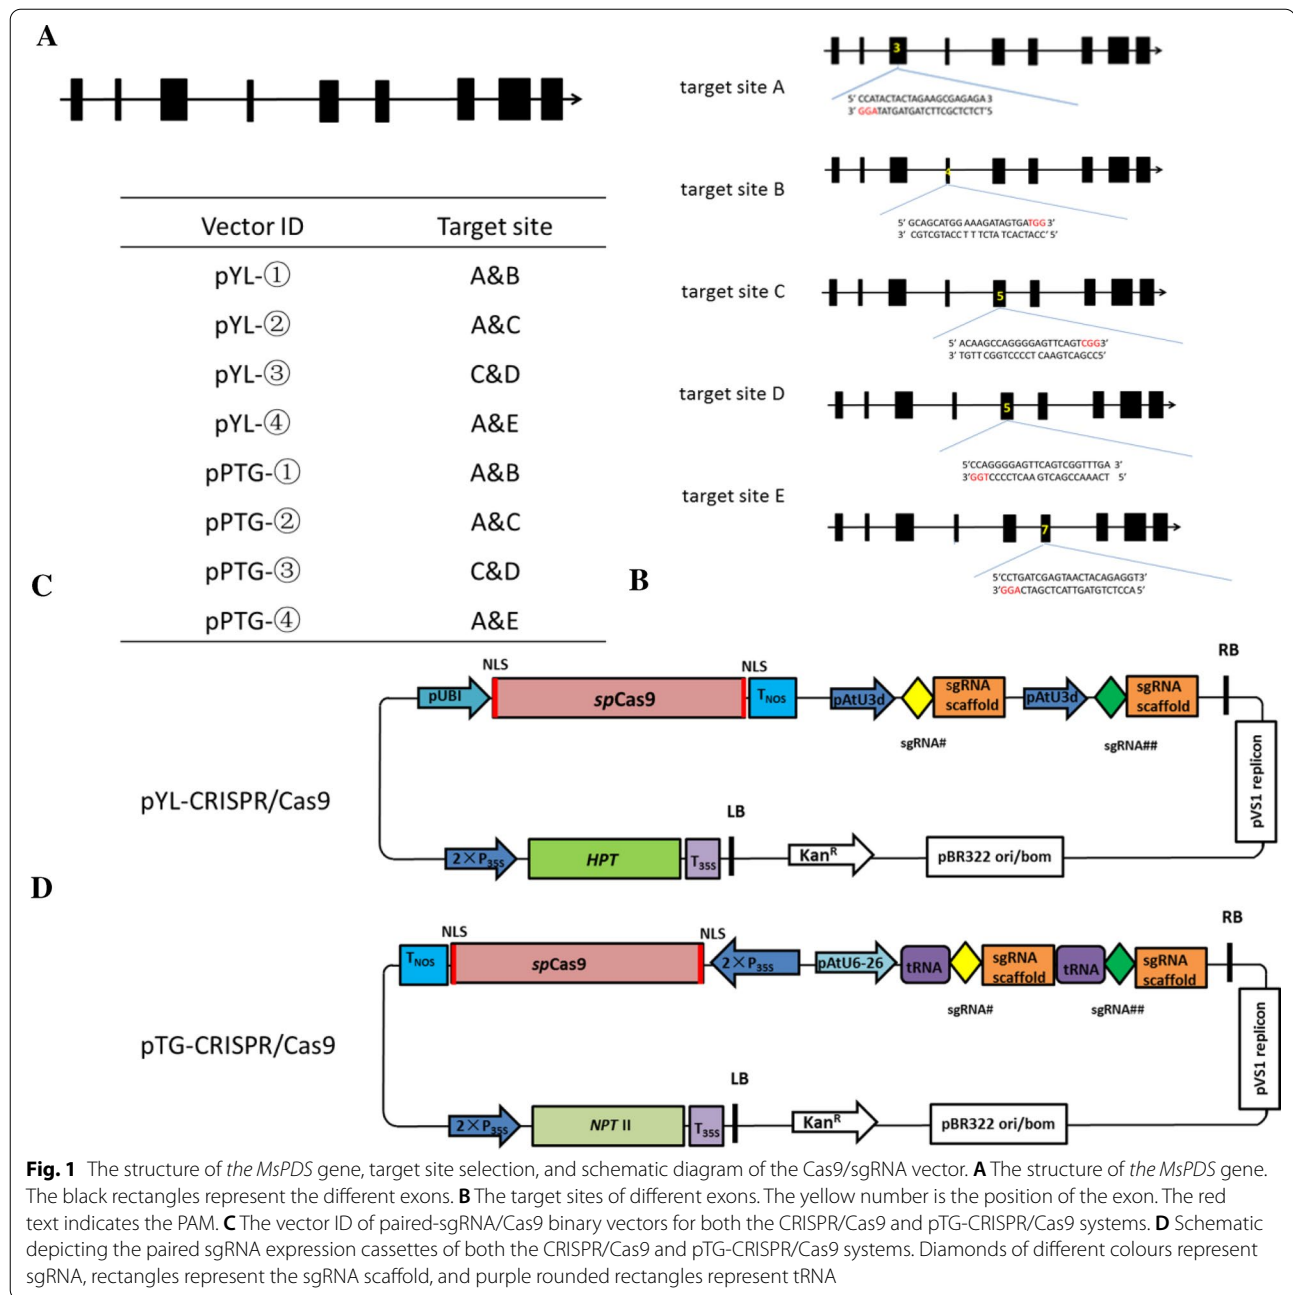 A
target site A
3
5' CCATACTACTAGAAGCGAGAGA 3
3' GGATATGATGATCTTCGCTCTCT'5
target site B
4
5' GCAGCATGG AAAGATAGTGATGG 3'
3' CGTCGTACC T T TCTA TCACTACC' 5'
target site C
5
5' ACAAGCCAGGGGAGTTCAGTCGG3'
3' TGTT CGGTCCCCT CAAGTCAGCC5'
target site D
5
5'CCAGGGGAGTTCAGTCGGTTTGA 3'
3'GGTCCCCTCAA GTCAGCCAAACT 5'
target site E
7
5'CCTGATCGAGTAACTACAGAGGT3'
3'GGACTAGCTCATTGATGTCTCCA 5'
B
Vector ID Target site
pYL-① A&B
pYL-② A&C
pYL-③ C&D
pYL-④ A&E
pPTG-① A&B
pPTG-② A&C
pPTG-③ C&D
pPTG-④ A&E
C
pYL-CRISPR/Cas9
pUBI
NLS
spCas9
NLS
TNOS
pAtU3d
sgRNA scaffold
pAtU3d
sgRNA scaffold
RB
sgRNA#
sgRNA##
pVS1 replicon
2×P35S
HPT
T35S
LB
KanR
pBR322 ori/bom
D
pTG-CRISPR/Cas9
TNOS
NLS
spCas9
NLS
2×P35S
pAtU6-26
tRNA
sgRNA scaffold
tRNA
sgRNA scaffold
RB
sgRNA#
sgRNA##
pVS1 replicon
2×P35S
NPT II
T35S
LB
KanR
pBR322 ori/bom
Fig. 1 The structure of the MsPDS gene, target site selection, and schematic diagram of the Cas9/sgRNA vector. A The structure of the MsPDS gene.
The black rectangles represent the different exons. B The target sites of different exons. The yellow number is the position of the exon. The red
text indicates the PAM. C The vector ID of paired-sgRNA/Cas9 binary vectors for both the CRISPR/Cas9 and pTG-CRISPR/Cas9 systems. D Schematic
depicting the paired sgRNA expression cassettes of both the CRISPR/Cas9 and pTG-CRISPR/Cas9 systems. Diamonds of different colours represent
sgRNA, rectangles represent the sgRNA scaffold, and purple rounded rectangles represent tRNA